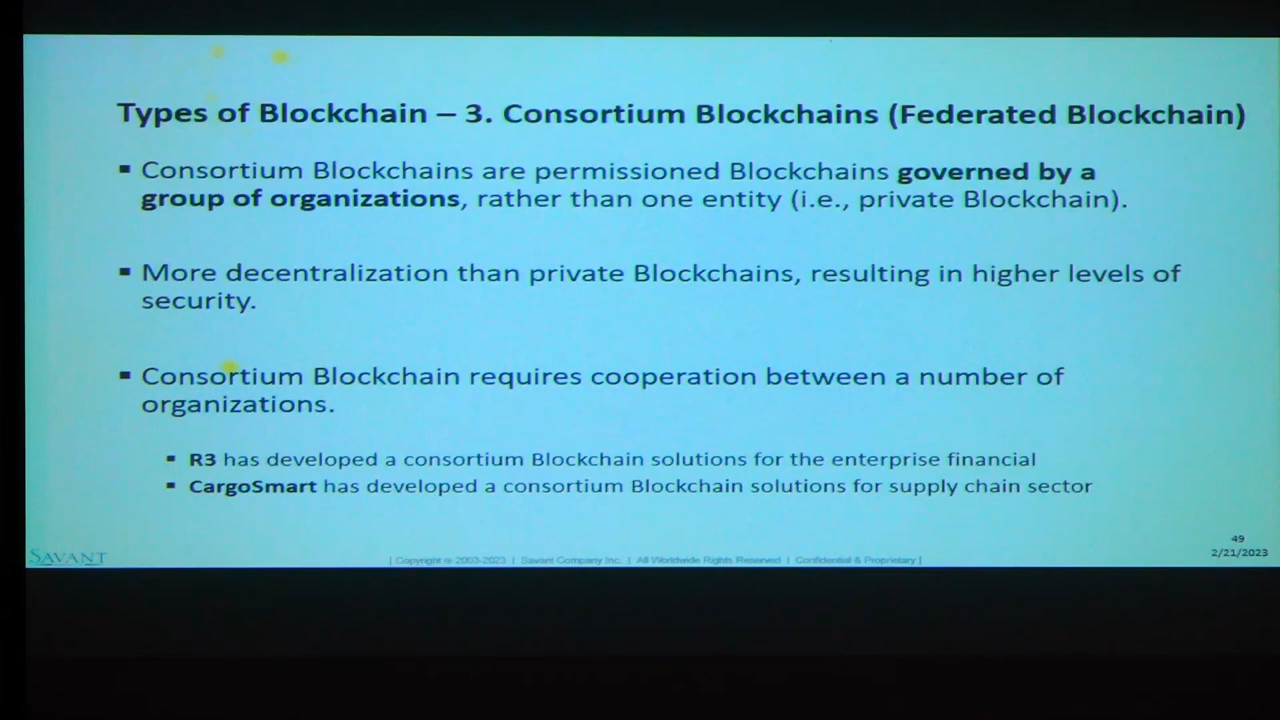 Types of Blockchain – 3. Consortium Blockchains (Federated Blockchain)
▪ Consortium Blockchains are permissioned Blockchains governed by a
group of organizations, rather than one entity (i.e., private Blockchain).
▪ More decentralization than private Blockchains, resulting in higher levels of
security.
▪ Consortium Blockchain requires cooperation between a number of
organizations.
▪ R3 has developed a consortium Blockchain solutions for the enterprise financial
▪ CargoSmart has developed a consortium Blockchain solutions for supply chain sector
49
2/21/2023
SAVANT
| Copyright © 2003-2023 | Savant Company Inc. | All Worldwide Rights Reserved | Confidential & Proprietary |